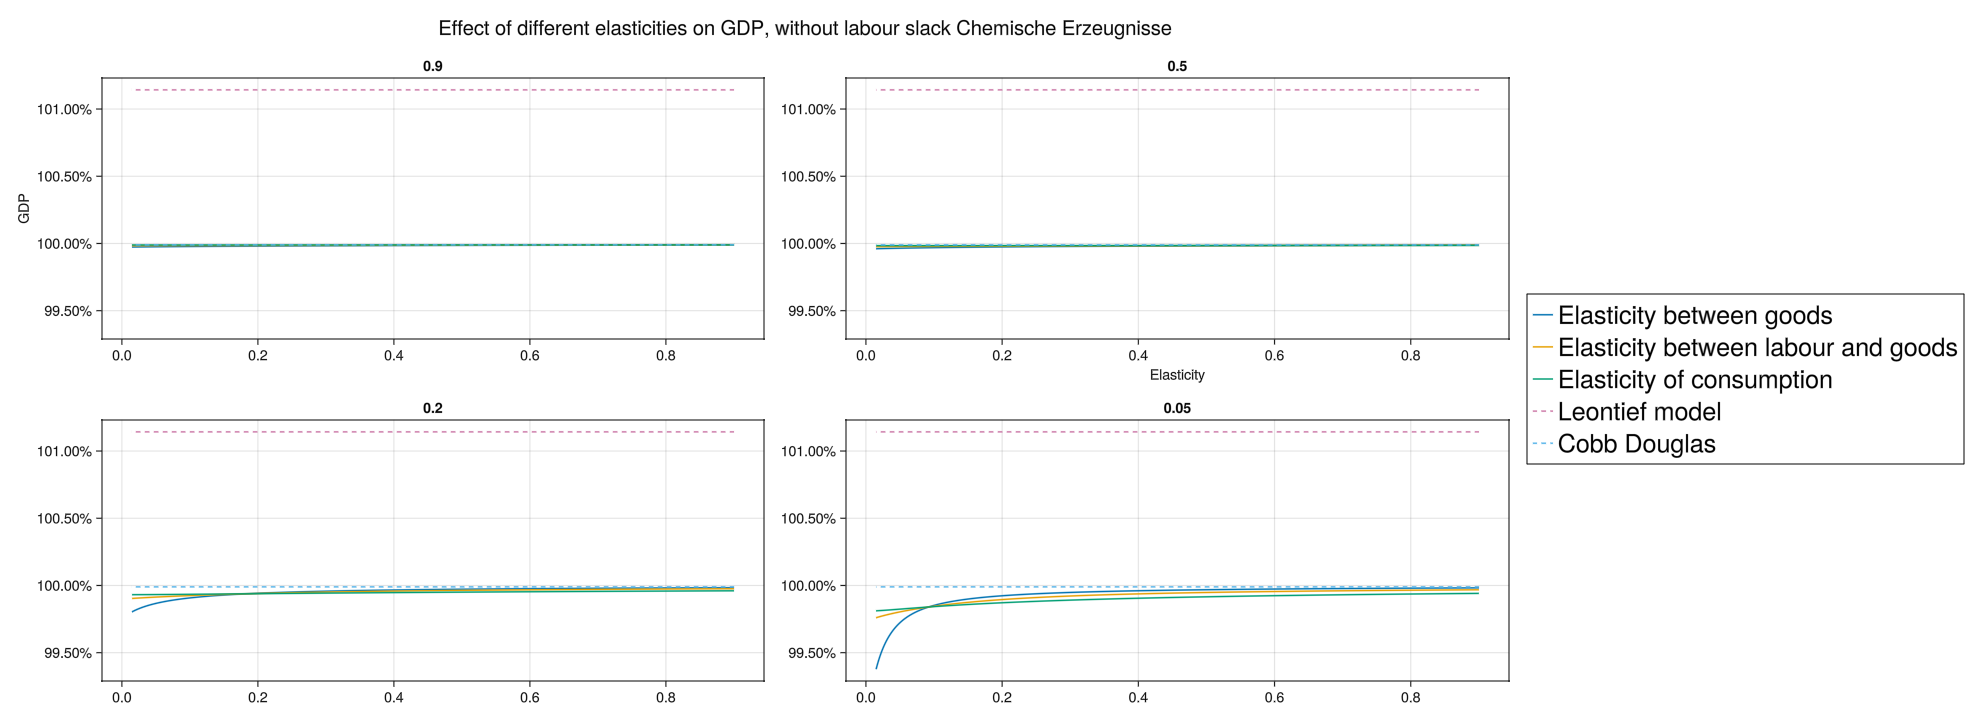 Effect of different elasticities on GDP, without labour slack Chemische Erzeugnisse
0.9
101.00%
100.50%
100.00%
99.50%
GDP
0.0 0.2 0.4 0.6 0.8
0.5
101.00%
100.50%
100.00%
99.50%
0.0 0.2 0.4 0.6 0.8
Elasticity
0.2
101.00%
100.50%
100.00%
99.50%
0.0 0.2 0.4 0.6 0.8
0.05
101.00%
100.50%
100.00%
99.50%
0.0 0.2 0.4 0.6 0.8
Elasticity between goods
Elasticity between labour and goods
Elasticity of consumption
Leontief model
Cobb Douglas